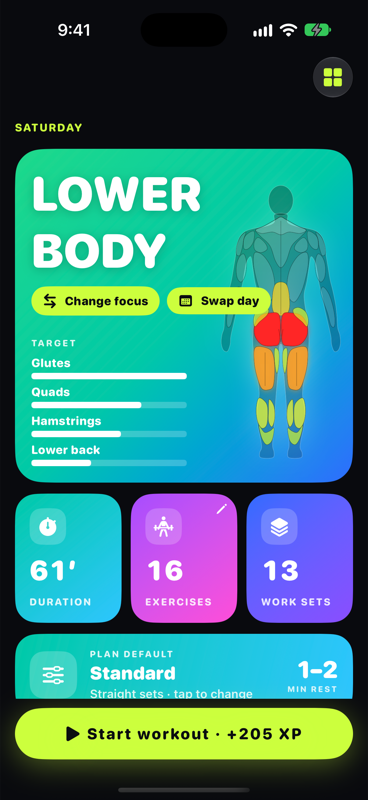 9:41
SATURDAY
LOWER
BODY
Change focus
Swap day
TARGET
Glutes
Quads
Hamstrings
Lower back
61′
DURATION
16
EXERCISES
13
WORK SETS
PLAN DEFAULT
Standard
Straight sets · tap to change
1–2
MIN REST
Start workout · +205 XP